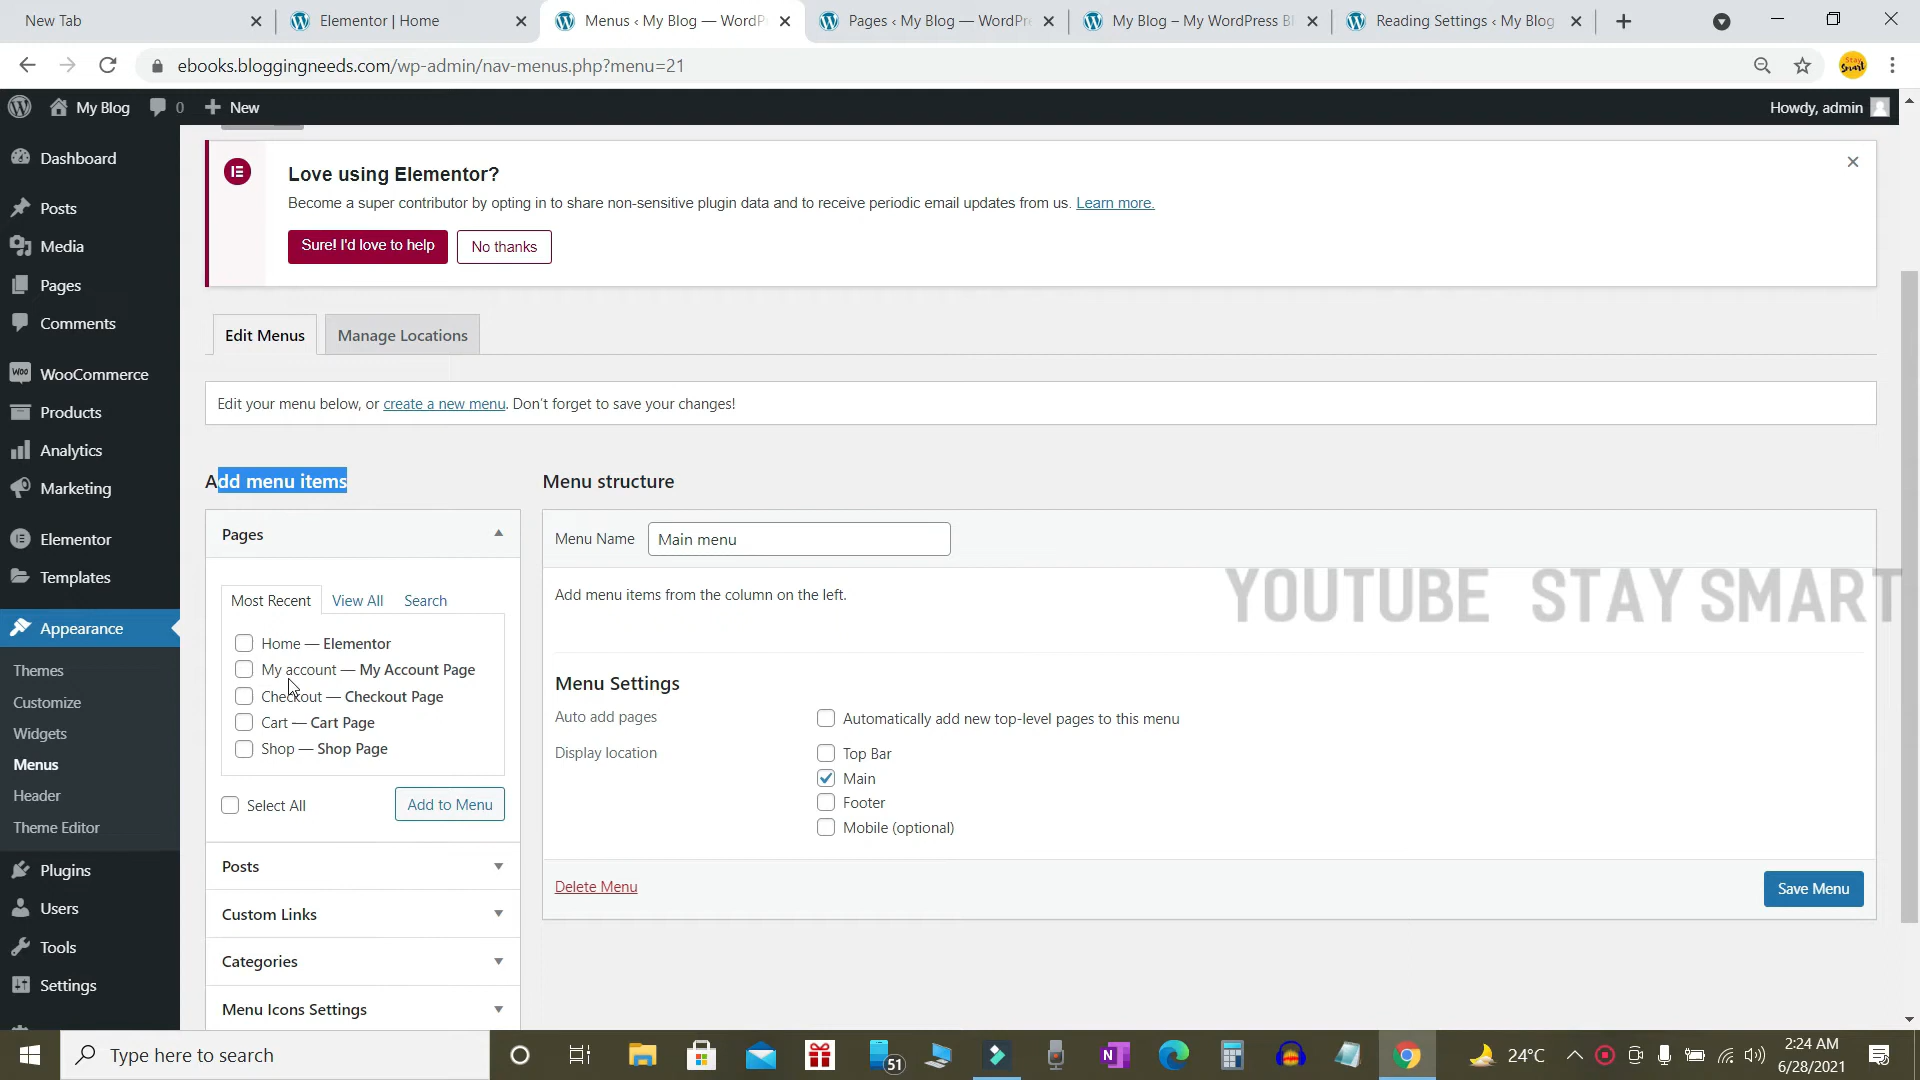 New Tab
Elementor | Home
Menus ‹ My Blog — WordP
Pages ‹ My Blog — WordPre
My Blog – My WordPress Bl
Reading Settings ‹ My Blog
ebooks.bloggingneeds.com/wp-admin/nav-menus.php?menu=21
My Blog
0
New
Howdy, admin
Dashboard
Posts
Media
Pages
Comments
WooCommerce
Products
Analytics
Marketing
Elementor
Templates
Appearance
Themes
Customize
Widgets
Menus
Header
Theme Editor
Plugins
Users
Tools
Settings
Love using Elementor?
Become a super contributor by opting in to share non-sensitive plugin data and to receive periodic email updates from us. Learn more.
Sure! I'd love to help
No thanks
Edit Menus
Manage Locations
Edit your menu below, or create a new menu. Don't forget to save your changes!
Add menu items
Pages
Most Recent
View All
Search
Home — Elementor
My account — My Account Page
Checkout — Checkout Page
Cart — Cart Page
Shop — Shop Page
Select All
Add to Menu
Posts
Custom Links
Categories
Menu Icons Settings
Menu structure
Menu Name
Main menu
Add menu items from the column on the left.
YOUTUBE STAY SMART
Menu Settings
Auto add pages
Automatically add new top-level pages to this menu
Display location
Top Bar
Main
Footer
Mobile (optional)
Delete Menu
Save Menu
Type here to search
51
24°C
2:24 AM
6/28/2021